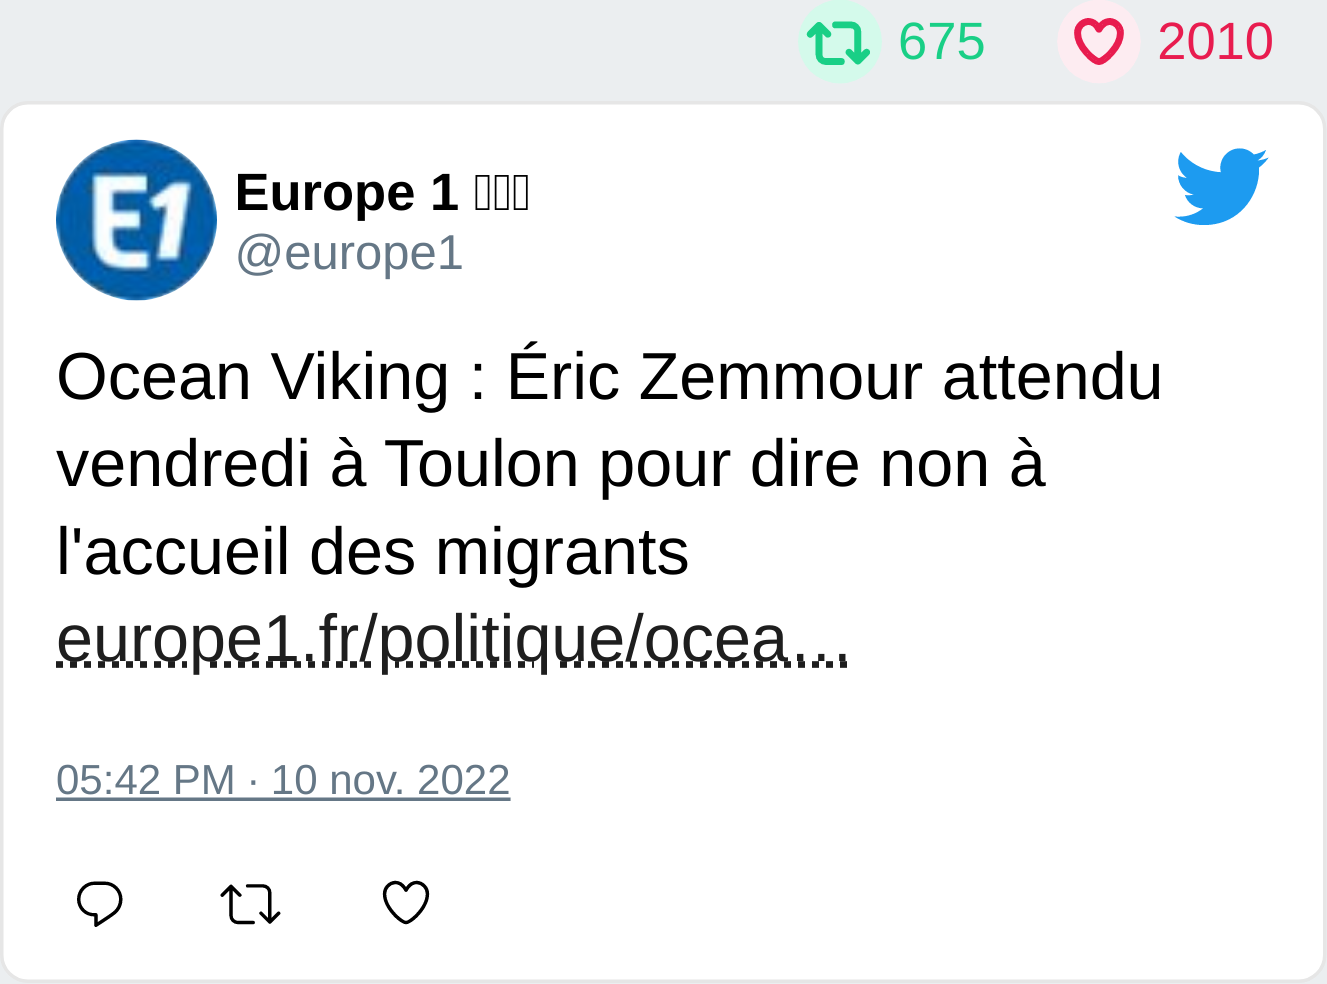 675 2010
E1
Europe 1
@europe1
Ocean Viking : Éric Zemmour attendu
vendredi à Toulon pour dire non à
l'accueil des migrants
europe1.fr/politique/ocea…
05:42 PM · 10 nov. 2022